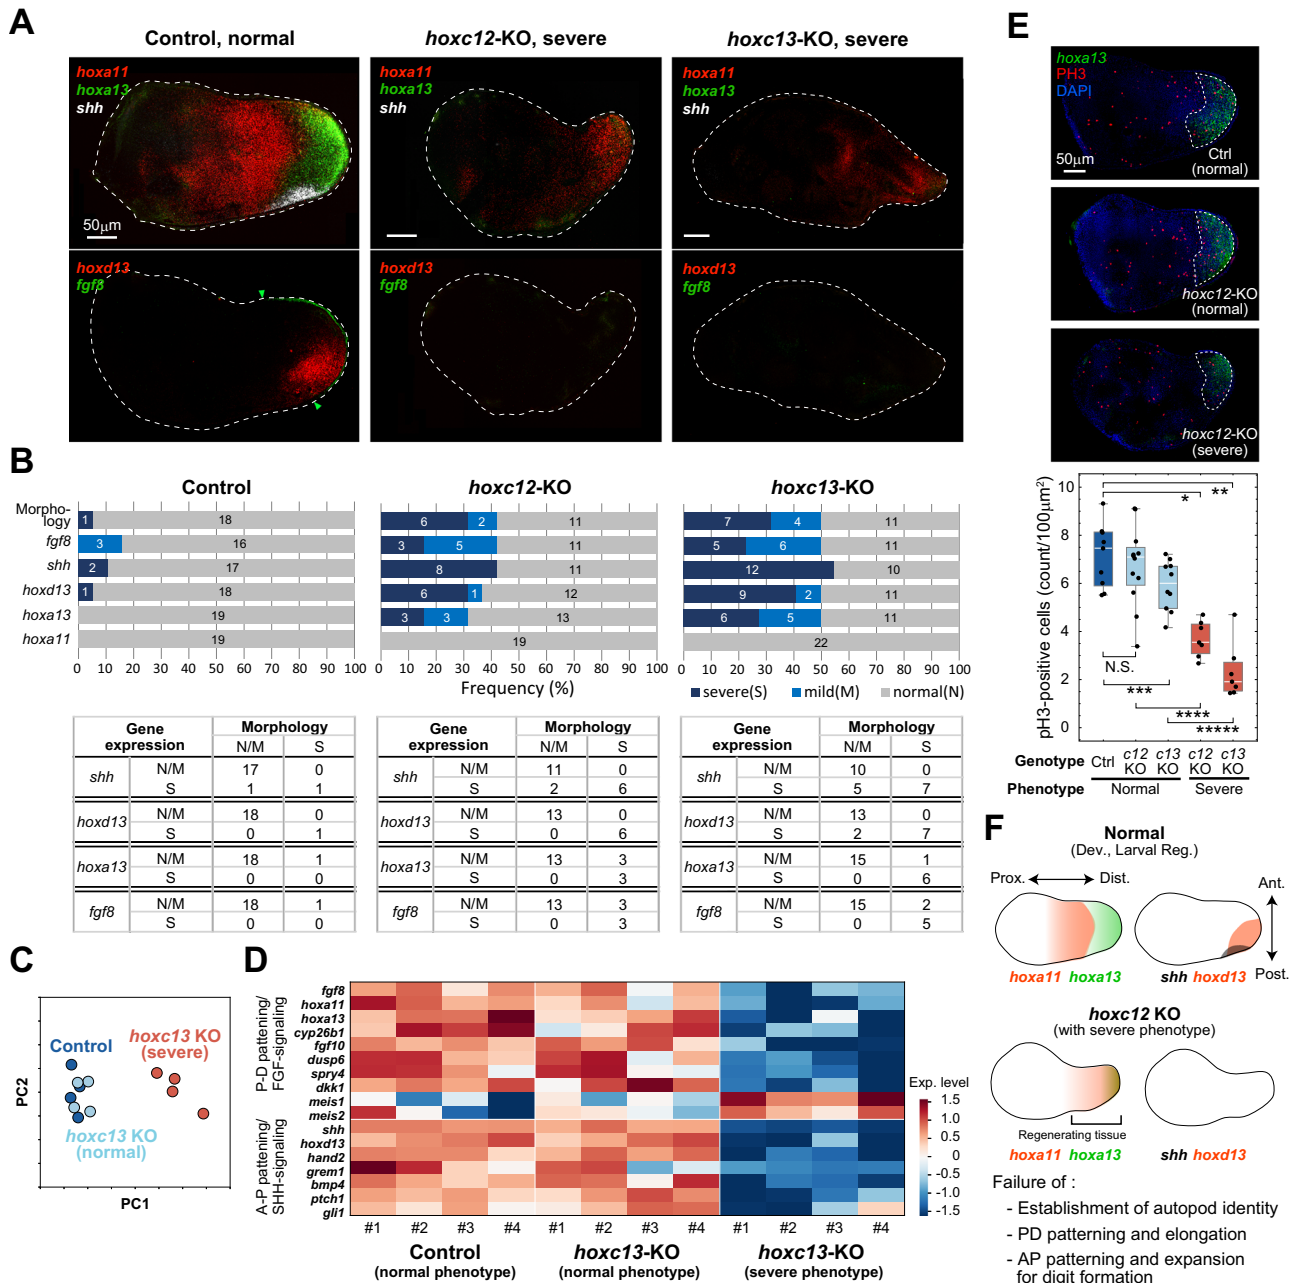 A
Control, normal
hoxc12-KO, severe
hoxc13-KO, severe
hoxa11
hoxa13
shh
50μm
hoxa11
hoxa13
shh
hoxa11
hoxa13
shh
hoxd13
fgf8
hoxd13
fgf8
hoxd13
fgf8
B
Control
hoxc12-KO
hoxc13-KO
Morpho-
logy
1 18
6 2 11
7 4 11
fgf8
3 16
3 5 11
5 6 11
shh
2 17
8 11
12 10
hoxd13
1 18
6 1 12
9 2 11
hoxa13
19
3 3 13
6 5 11
hoxa11
19
19
22
0 10 20 30 40 50 60 70 80 90 100
0 10 20 30 40 50 60 70 80 90 100
0 10 20 30 40 50 60 70 80 90 100
Frequency (%)
severe(S) mild(M) normal(N)
Gene expression Morphology
N/M S
shh N/M 17 0
S 1 1
hoxd13 N/M 18 0
S 0 1
hoxa13 N/M 18 1
S 0 0
fgf8 N/M 18 1
S 0 0
Gene expression Morphology
N/M S
shh N/M 11 0
S 2 6
hoxd13 N/M 13 0
S 0 6
hoxa13 N/M 13 3
S 0 3
fgf8 N/M 13 3
S 0 3
Gene expression Morphology
N/M S
shh N/M 10 0
S 5 7
hoxd13 N/M 13 0
S 2 7
hoxa13 N/M 15 1
S 0 6
fgf8 N/M 15 2
S 0 5
C
Control
hoxc13 KO
(severe)
hoxc13 KO
(normal)
PC2
PC1
D
P-D patterning/
FGF-signaling
A-P patterning/
SHH-signaling
fgf8
hoxa11
hoxa13
cyp26b1
fgf10
dusp6
spry4
dkk1
meis1
meis2
shh
hoxd13
hand2
grem1
bmp4
ptch1
gli1
#1 #2 #3 #4 #1 #2 #3 #4 #1 #2 #3 #4
Control
(normal phenotype)
hoxc13-KO
(normal phenotype)
hoxc13-KO
(severe phenotype)
Exp. level
1.5
1.0
0.5
0
-0.5
-1.0
-1.5
E
hoxa13
PH3
DAPI
50μm
Ctrl
(normal)
hoxc12-KO
(normal)
hoxc12-KO
(severe)
pH3-positive cells (count/100μm²)
10
8
6
4
2
0
* **
N.S.
***
****
*****
Genotype Ctrl c12 KO c13 KO c12 KO c13 KO
Phenotype Normal Severe
F
Normal
(Dev., Larval Reg.)
Prox. Dist.
Ant.
Post.
hoxa11 hoxa13
shh hoxd13
hoxc12 KO
(with severe phenotype)
Regenerating tissue
hoxa11 hoxa13
shh hoxd13
Failure of :
- Establishment of autopod identity
- PD patterning and elongation
- AP patterning and expansion
for digit formation